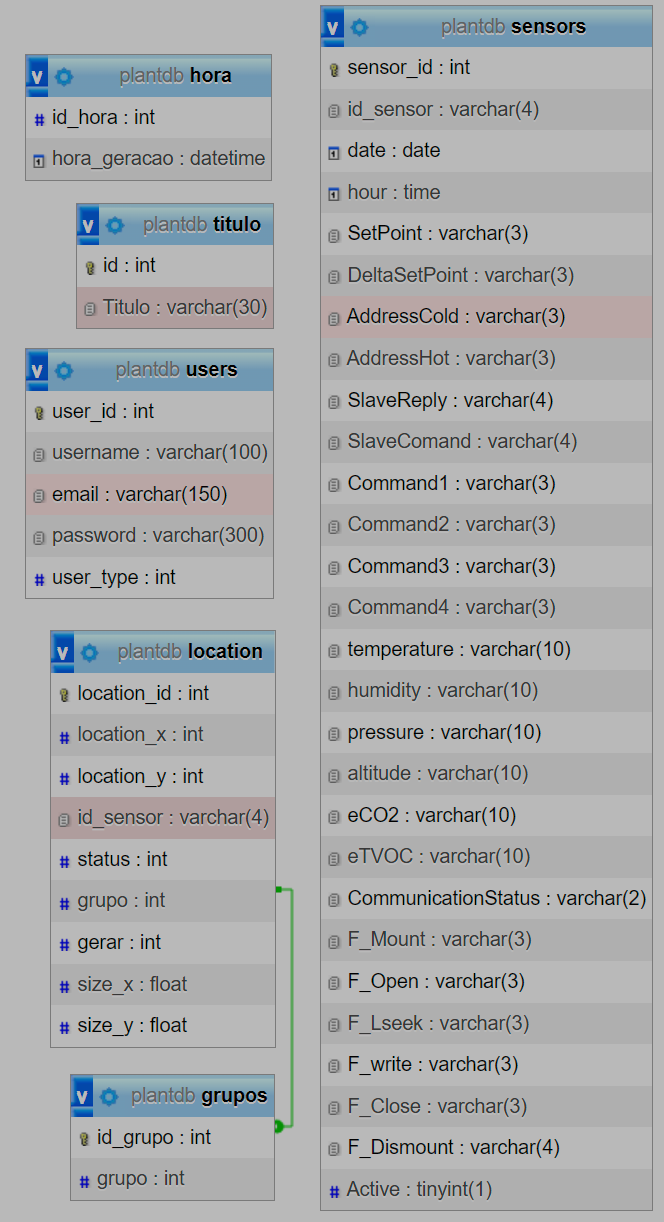 v plantdb hora
# id_hora : int
hora_geracao : datetime
v plantdb titulo
id : int
Titulo : varchar(30)
v plantdb users
user_id : int
username : varchar(100)
email : varchar(150)
password : varchar(300)
# user_type : int
v plantdb location
location_id : int
# location_x : int
# location_y : int
id_sensor : varchar(4)
# status : int
# grupo : int
# gerar : int
# size_x : float
# size_y : float
v plantdb grupos
id_grupo : int
# grupo : int
v plantdb sensors
sensor_id : int
id_sensor : varchar(4)
date : date
hour : time
SetPoint : varchar(3)
DeltaSetPoint : varchar(3)
AddressCold : varchar(3)
AddressHot : varchar(3)
SlaveReply : varchar(4)
SlaveComand : varchar(4)
Command1 : varchar(3)
Command2 : varchar(3)
Command3 : varchar(3)
Command4 : varchar(3)
temperature : varchar(10)
humidity : varchar(10)
pressure : varchar(10)
altitude : varchar(10)
eCO2 : varchar(10)
eTVOC : varchar(10)
CommunicationStatus : varchar(2)
F_Mount : varchar(3)
F_Open : varchar(3)
F_Lseek : varchar(3)
F_write : varchar(3)
F_Close : varchar(3)
F_Dismount : varchar(4)
# Active : tinyint(1)